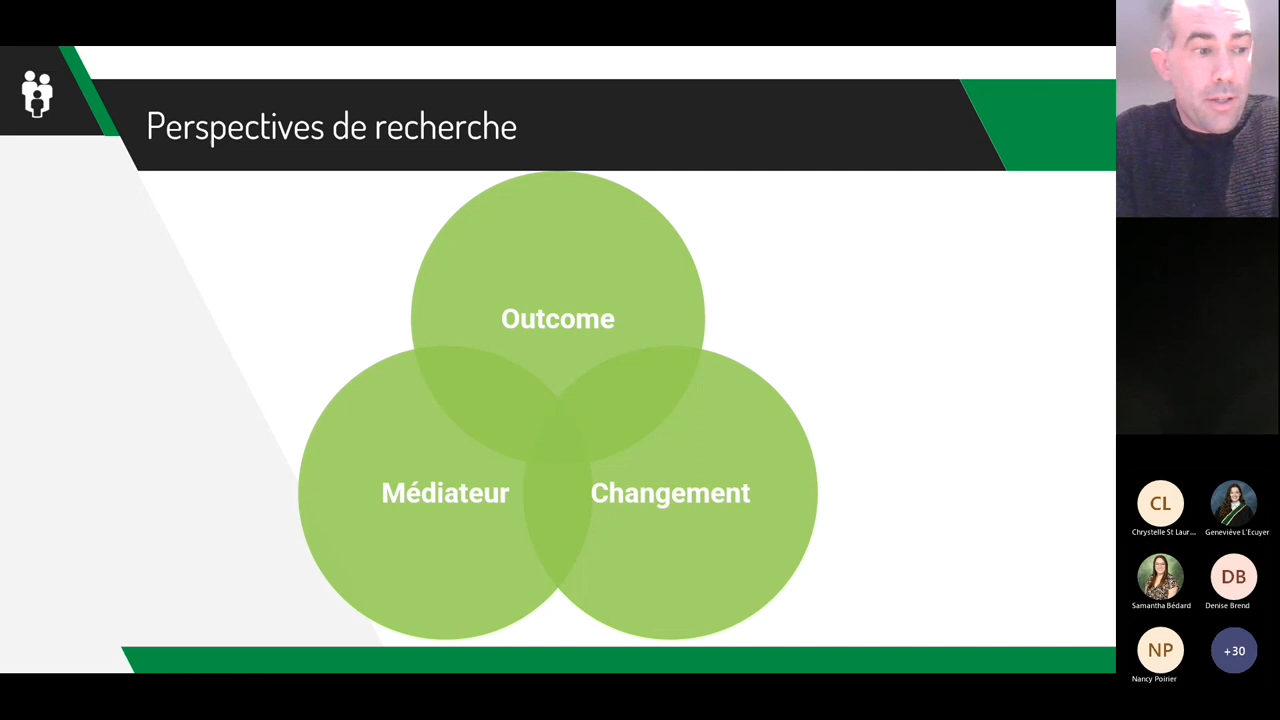 Perspectives de recherche
Outcome
Médiateur
Changement
CL
Chrystelle St Laur...
Geneviève L'Ecuyer
Samantha Bédard
DB
Denise Brend
NP
Nancy Poirier
+30